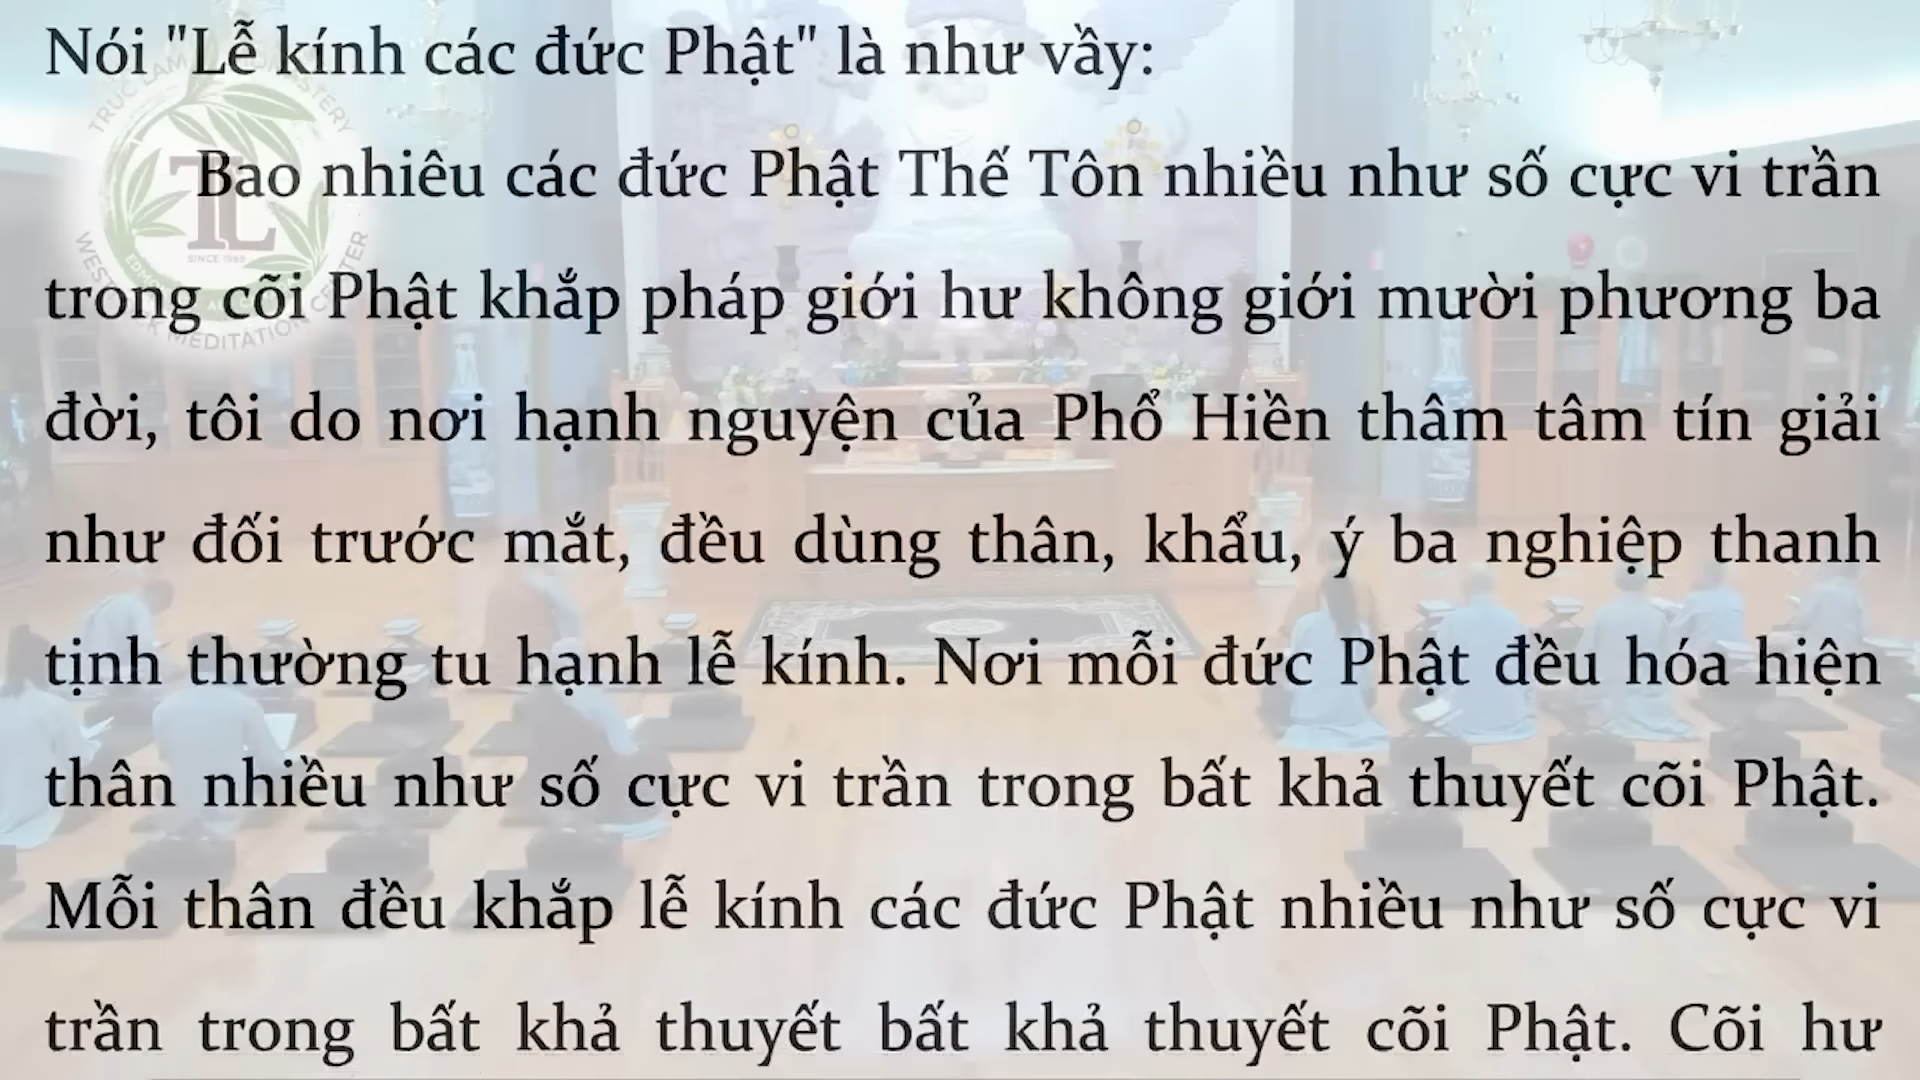 Nói "Lễ kính các đức Phật" là như vầy:
Bao nhiêu các đức Phật Thế Tôn nhiều như số cực vi trần
trong cõi Phật khắp pháp giới hư không giới mười phương ba
đời, tôi do nơi hạnh nguyện của Phổ Hiền thâm tâm tín giải
như đối trước mắt, đều dùng thân, khẩu, ý ba nghiệp thanh
tịnh thường tu hạnh lễ kính. Nơi mỗi đức Phật đều hóa hiện
thân nhiều như số cực vi trần trong bất khả thuyết cõi Phật.
Mỗi thân đều khắp lễ kính các đức Phật nhiều như số cực vi
trần trong bất khả thuyết bất khả thuyết cõi Phật. Cõi hư
TL
SINCE 1989
MEDITATION CENTER